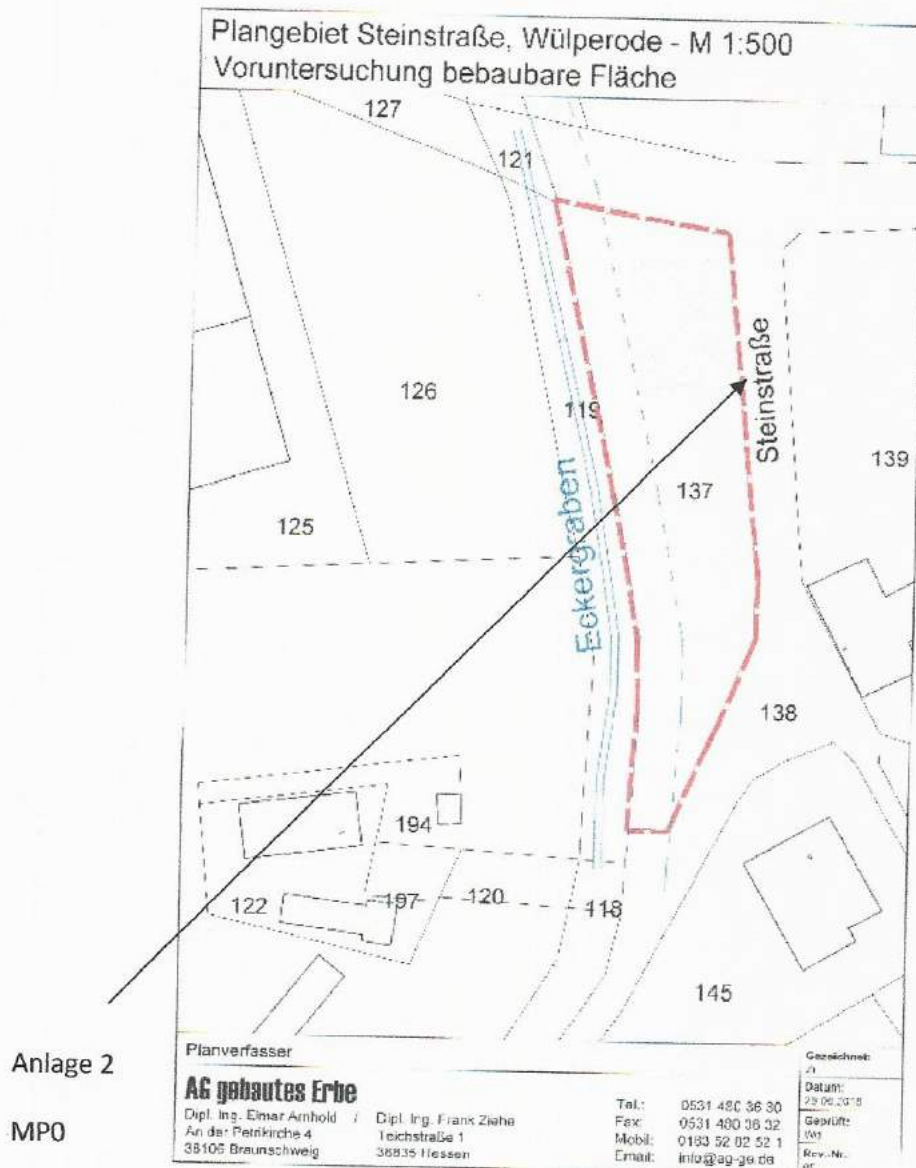 Plangebiet Steinstraße, Wülperode - M 1:500
Voruntersuchung bebaubare Fläche
127
121
126
119
Steinstraße
139
137
125
Eckergraben
138
194
122
197
120
118
145
Anlage 2
MP0
Planverfasser
AG gebautes Erbe
Dipl. Ing. Elmar Arnhold / Dipl. Ing. Frank Ziehe
An der Petrikirche 4 Teichstraße 1
38106 Braunschweig 38835 Hessen
Tel.: 0531 480 36 30
Fax: 0531 480 36 32
Mobil: 0163 52 02 52 1
Email: info@ag-ge.de
Gezeichnet:
Datum:
Geprüft:
Rev.-Nr.